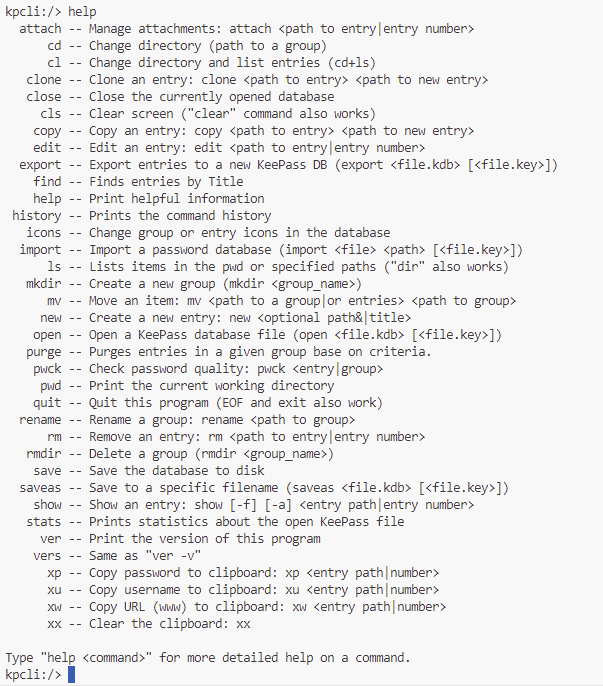 kpcli:/> help
attach -- Manage attachments: attach <path to entry|entry number>
cd -- Change directory (path to a group)
cl -- Change directory and list entries (cd+ls)
clone -- Clone an entry: clone <path to entry> <path to new entry>
close -- Close the currently opened database
cls -- Clear screen ("clear" command also works)
copy -- Copy an entry: copy <path to entry> <path to new entry>
edit -- Edit an entry: edit <path to entry|entry number>
export -- Export entries to a new KeePass DB (export <file.kdb> [<file.key>])
find -- Finds entries by Title
help -- Print helpful information
history -- Prints the command history
icons -- Change group or entry icons in the database
import -- Import a password database (import <file> <path> [<file.key>])
ls -- Lists items in the pwd or specified paths ("dir" also works)
mkdir -- Create a new group (mkdir <group_name>)
mv -- Move an item: mv <path to a group|or entries> <path to group>
new -- Create a new entry: new <optional path&|title>
open -- Open a KeePass database file (open <file.kdb> [<file.key>])
purge -- Purges entries in a given group base on criteria.
pwck -- Check password quality: pwck <entry|group>
pwd -- Print the current working directory
quit -- Quit this program (EOF and exit also work)
rename -- Rename a group: rename <path to group>
rm -- Remove an entry: rm <path to entry|entry number>
rmdir -- Delete a group (rmdir <group_name>)
save -- Save the database to disk
saveas -- Save to a specific filename (saveas <file.kdb> [<file.key>])
show -- Show an entry: show [-f] [-a] <entry path|entry number>
stats -- Prints statistics about the open KeePass file
ver -- Print the version of this program
vers -- Same as "ver -v"
xp -- Copy password to clipboard: xp <entry path|number>
xu -- Copy username to clipboard: xu <entry path|number>
xw -- Copy URL (www) to clipboard: xw <entry path|number>
xx -- Clear the clipboard: xx
Type "help <command>" for more detailed help on a command.
kpcli:/>